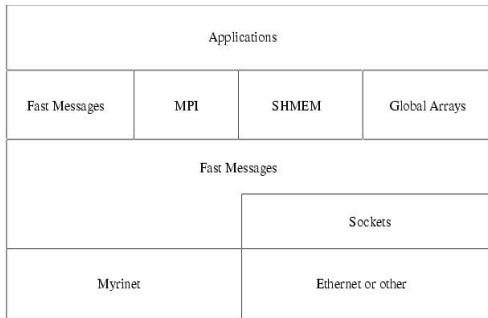 Applications
Fast Messages MPI SHMEM Global Arrays
Fast Messages
Sockets
Myrinet Ethernet or other